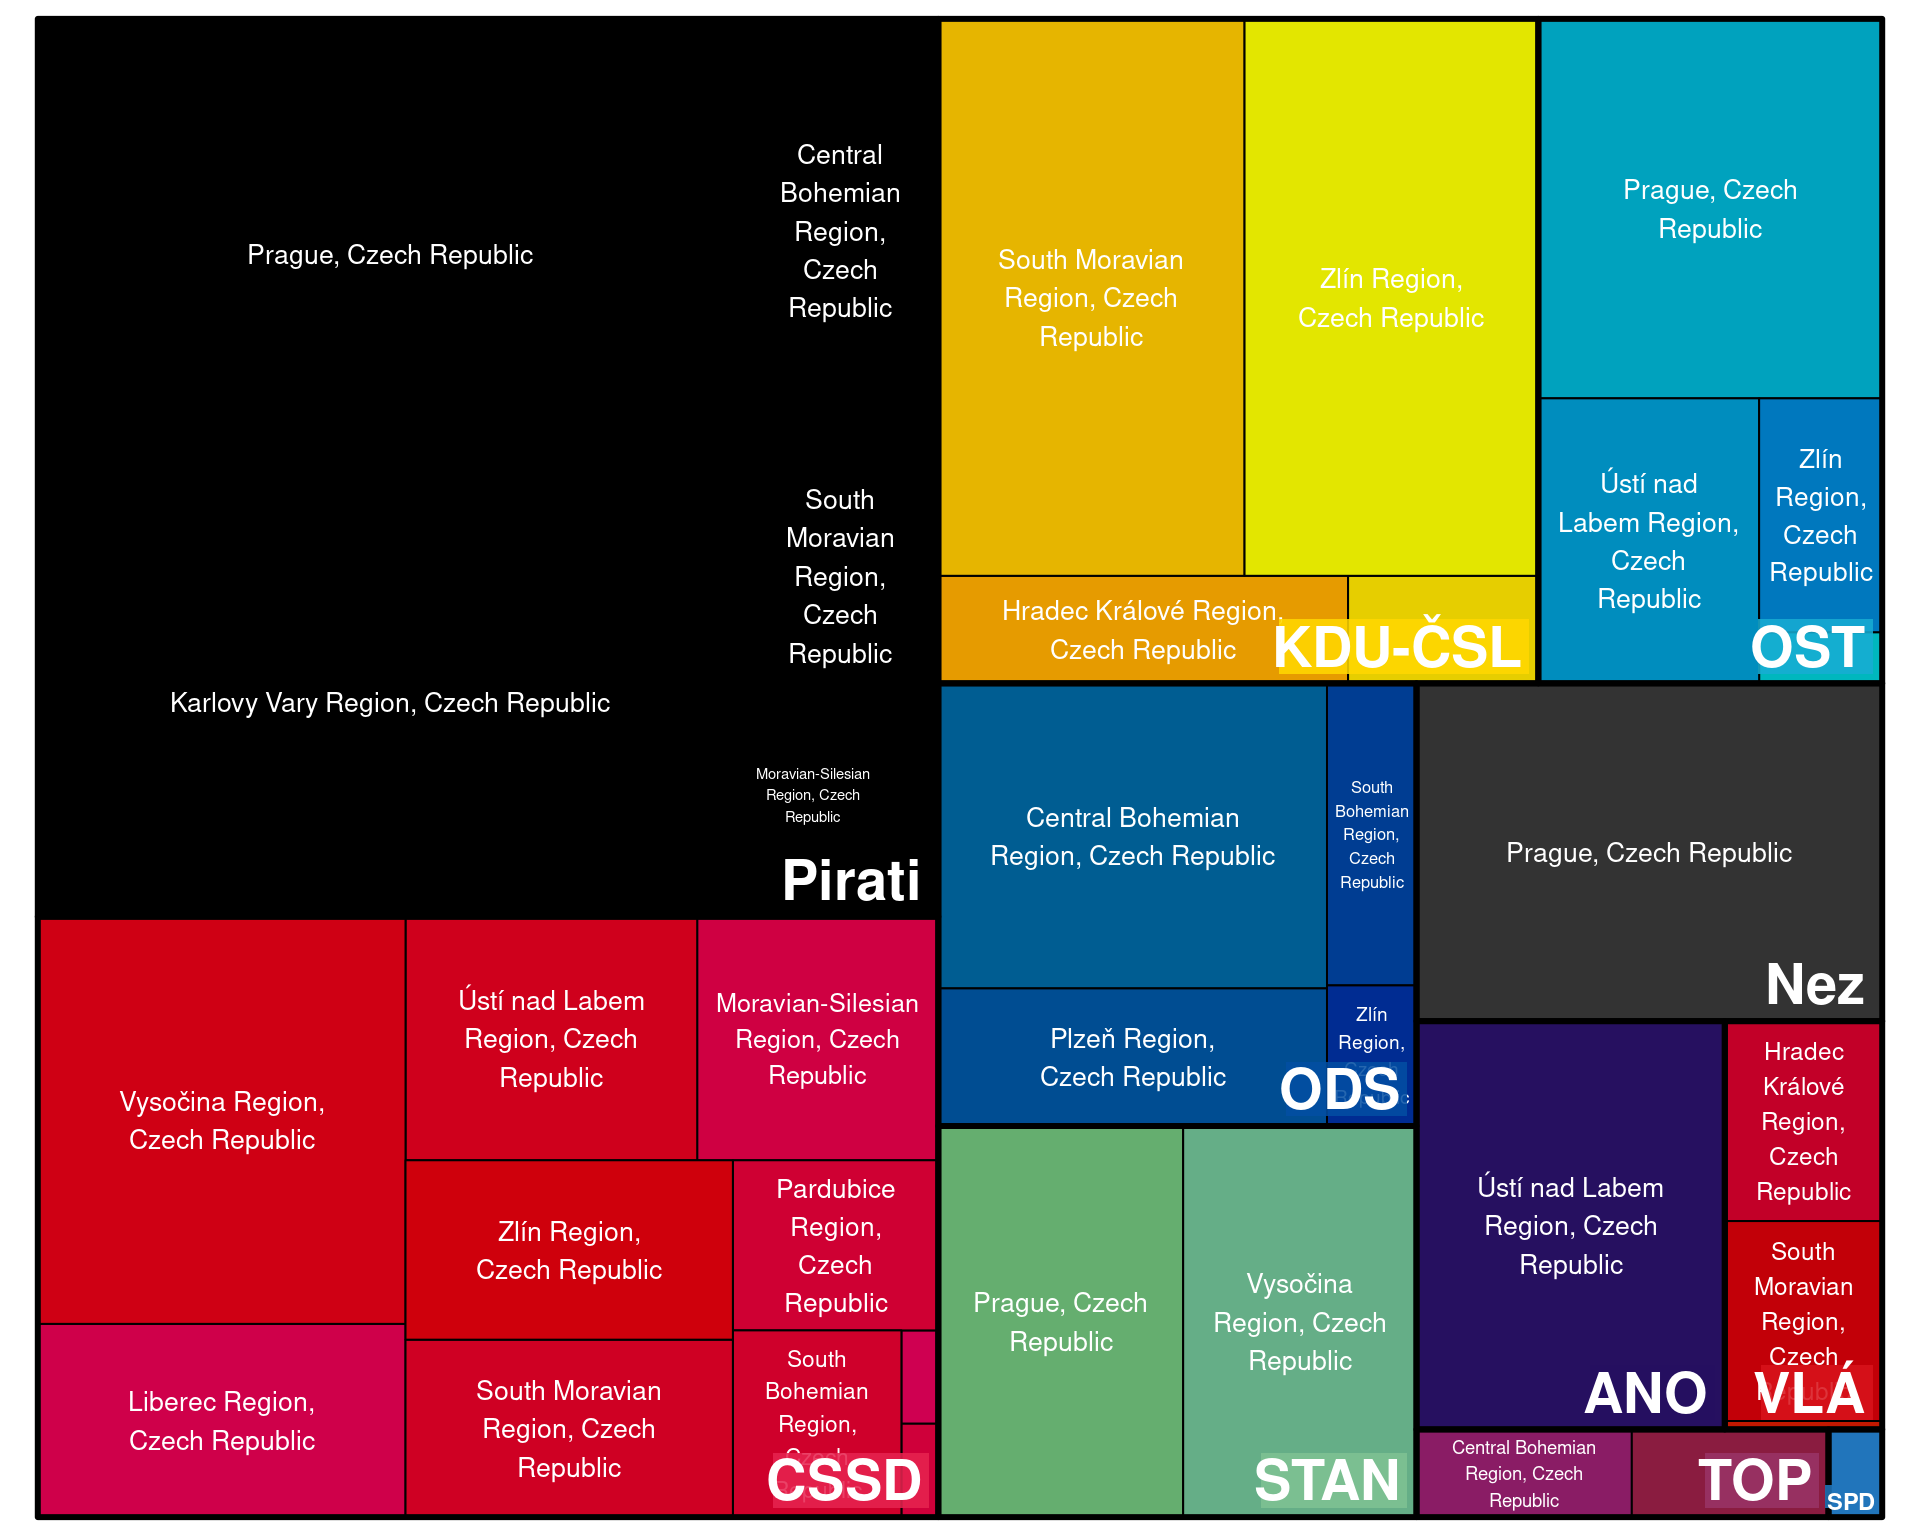 Prague, Czech Republic
Central
Bohemian
Region,
Czech
Republic
Karlovy Vary Region, Czech Republic
South
Moravian
Region,
Czech
Republic
Moravian-Silesian
Region, Czech
Republic
Pirati
South Moravian
Region, Czech
Republic
Zlín Region,
Czech Republic
Hradec Králové Region,
Czech Republic
KDU-ČSL
Prague, Czech
Republic
Ústí nad
Labem Region,
Czech
Republic
Zlín
Region,
Czech
Republic
OST
Central Bohemian
Region, Czech Republic
South
Bohemian
Region,
Czech
Republic
Plzeň Region,
Czech Republic
Zlín
Region,
Czech
Republic
ODS
Prague, Czech Republic
Nez
Vysočina Region,
Czech Republic
Ústí nad Labem
Region, Czech
Republic
Moravian-Silesian
Region, Czech
Republic
Zlín Region,
Czech Republic
Pardubice
Region,
Czech
Republic
Liberec Region,
Czech Republic
South Moravian
Region, Czech
Republic
South
Bohemian
Region,
Czech
Republic
CSSD
Prague, Czech
Republic
Vysočina
Region, Czech
Republic
STAN
Ústí nad Labem
Region, Czech
Republic
ANO
Hradec
Králové
Region,
Czech
Republic
South
Moravian
Region,
Czech
Republic
VLÁ
Central Bohemian
Region, Czech
Republic
TOP
SPD